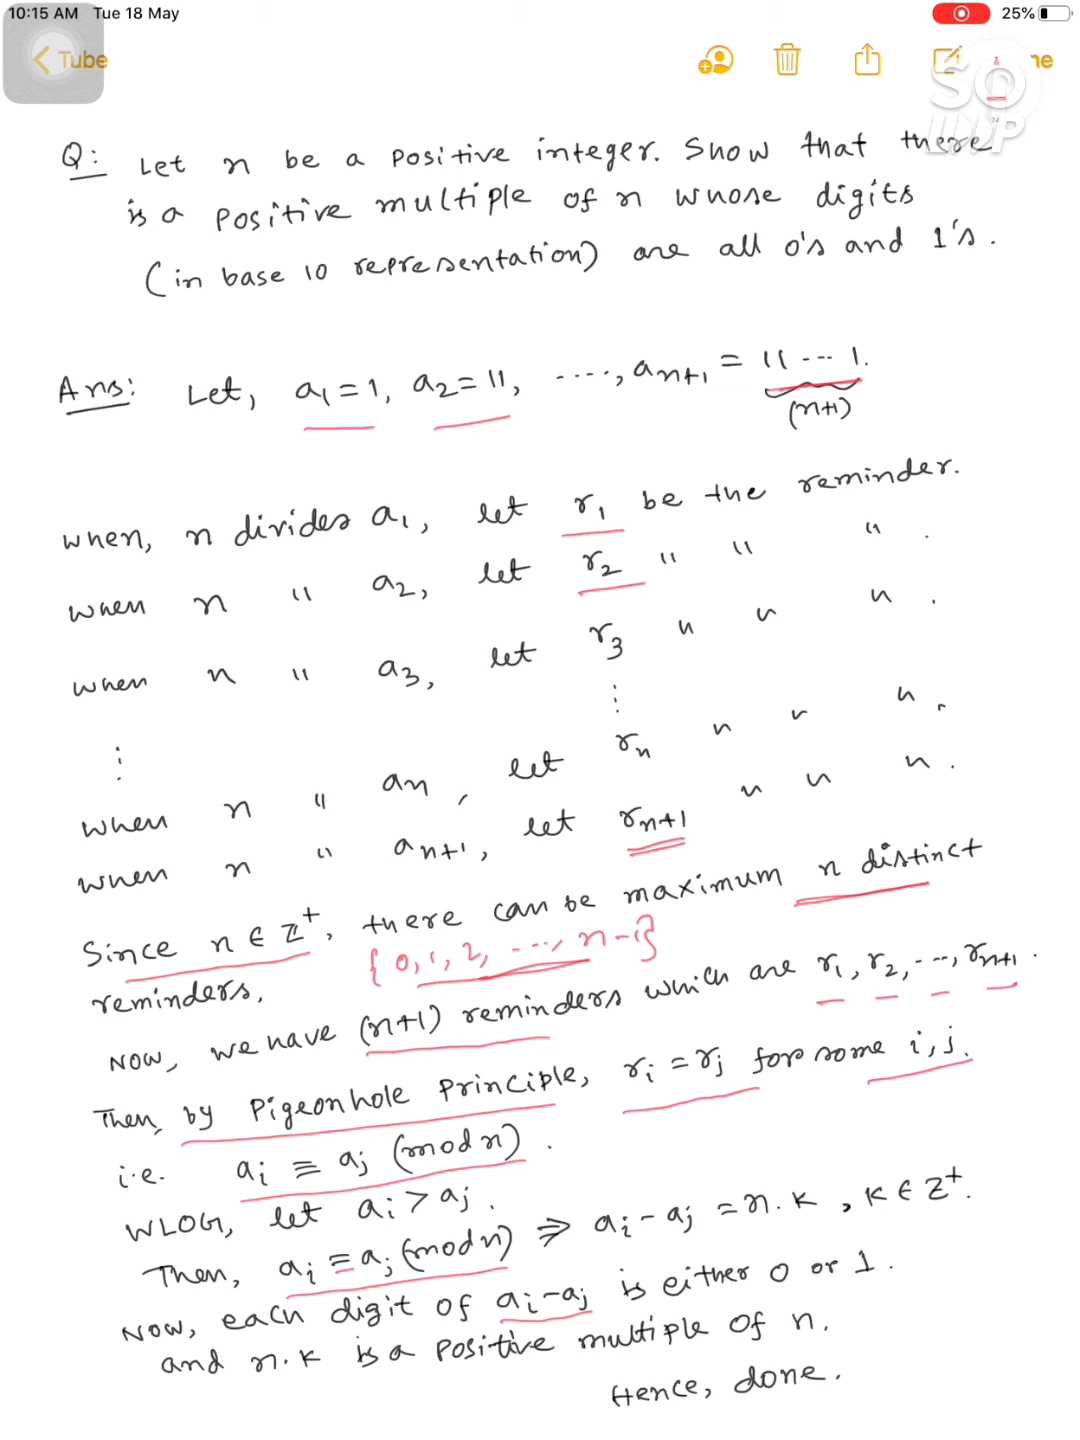 10:15 AM Tue 18 May 25%
Tube
Q: Let n be a positive integer. Show that there
is a positive multiple of n whose digits
(in base 10 representation) are all 0's and 1's.
Ans: Let, a₁=1, a₂=11, ...., aₙ₊₁ = 11 --- 1.
(n+1)
when, n divides a₁, let r₁ be the reminder.
when n " a₂, let r₂ " " " .
when n " a₃, let r₃ " " " .
⋮ ⋮
when n " aₙ, let rₙ " " " .
when n " aₙ₊₁, let rₙ₊₁ " " " .
Since n ∈ ℤ⁺, there can be maximum n distinct
reminders. {0,1,2, ...., n-1}
Now, we have (n+1) reminders which are r₁, r₂, ---, rₙ₊₁.
Then, by Pigeonhole Principle, rᵢ = rⱼ for some i,j.
i.e. aᵢ ≡ aⱼ (mod n).
WLOG, let aᵢ > aⱼ.
Then, aᵢ ≡ aⱼ (mod n) ⇒ aᵢ - aⱼ = n.k, k ∈ ℤ⁺.
Now, each digit of aᵢ-aⱼ is either 0 or 1.
and n.k is a positive multiple of n.
Hence, done.